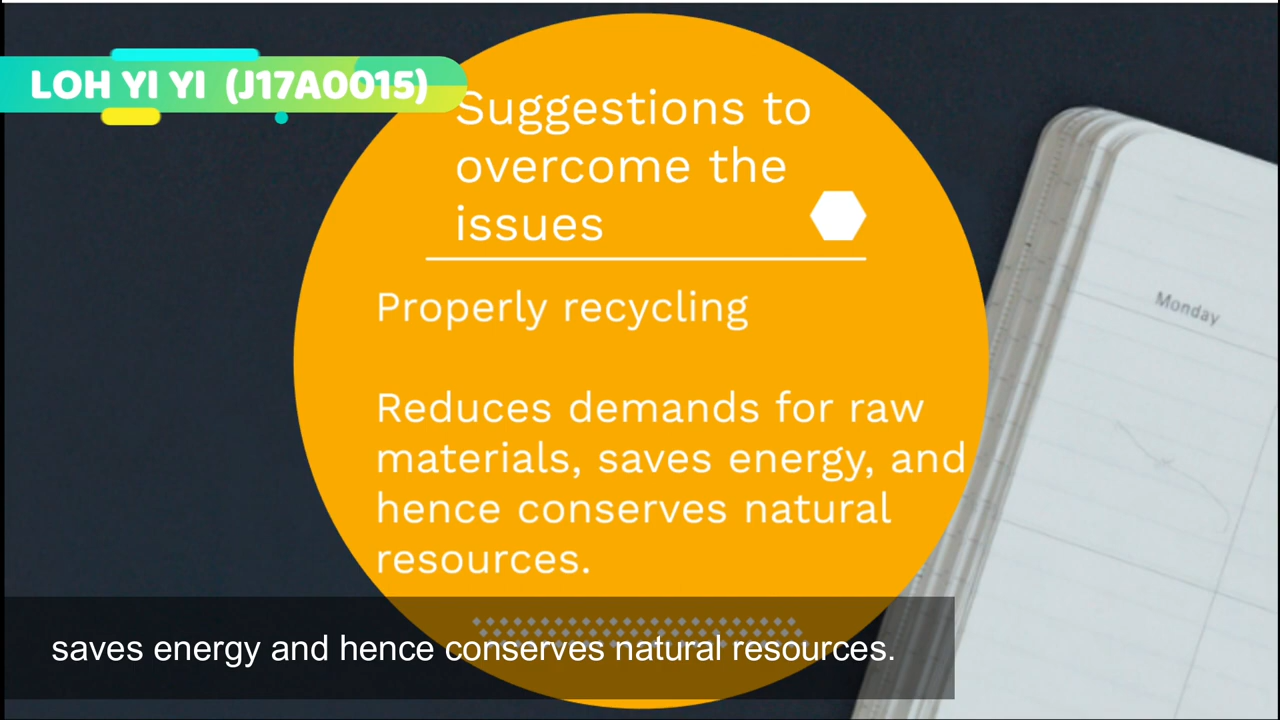 LOH YI YI (J17A0015)
Suggestions to
overcome the
issues
Properly recycling
Reduces demands for raw
materials, saves energy, and
hence conserves natural
resources.
Monday
saves energy and hence conserves natural resources.